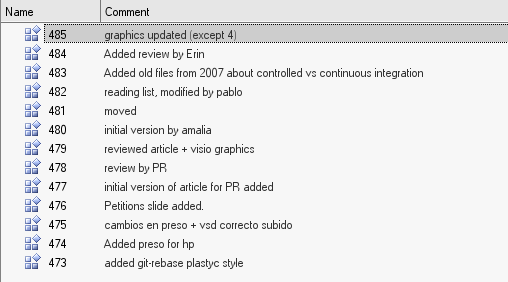 Name Comment
485 graphics updated (except 4)
484 Added review by Erin
483 Added old files from 2007 about controlled vs continuous integration
482 reading list, modified by pablo
481 moved
480 initial version by amalia
479 reviewed article + visio graphics
478 review by PR
477 initial version of article for PR added
476 Petitions slide added.
475 cambios en preso + vsd correcto subido
474 Added preso for hp
473 added git-rebase plastyc style